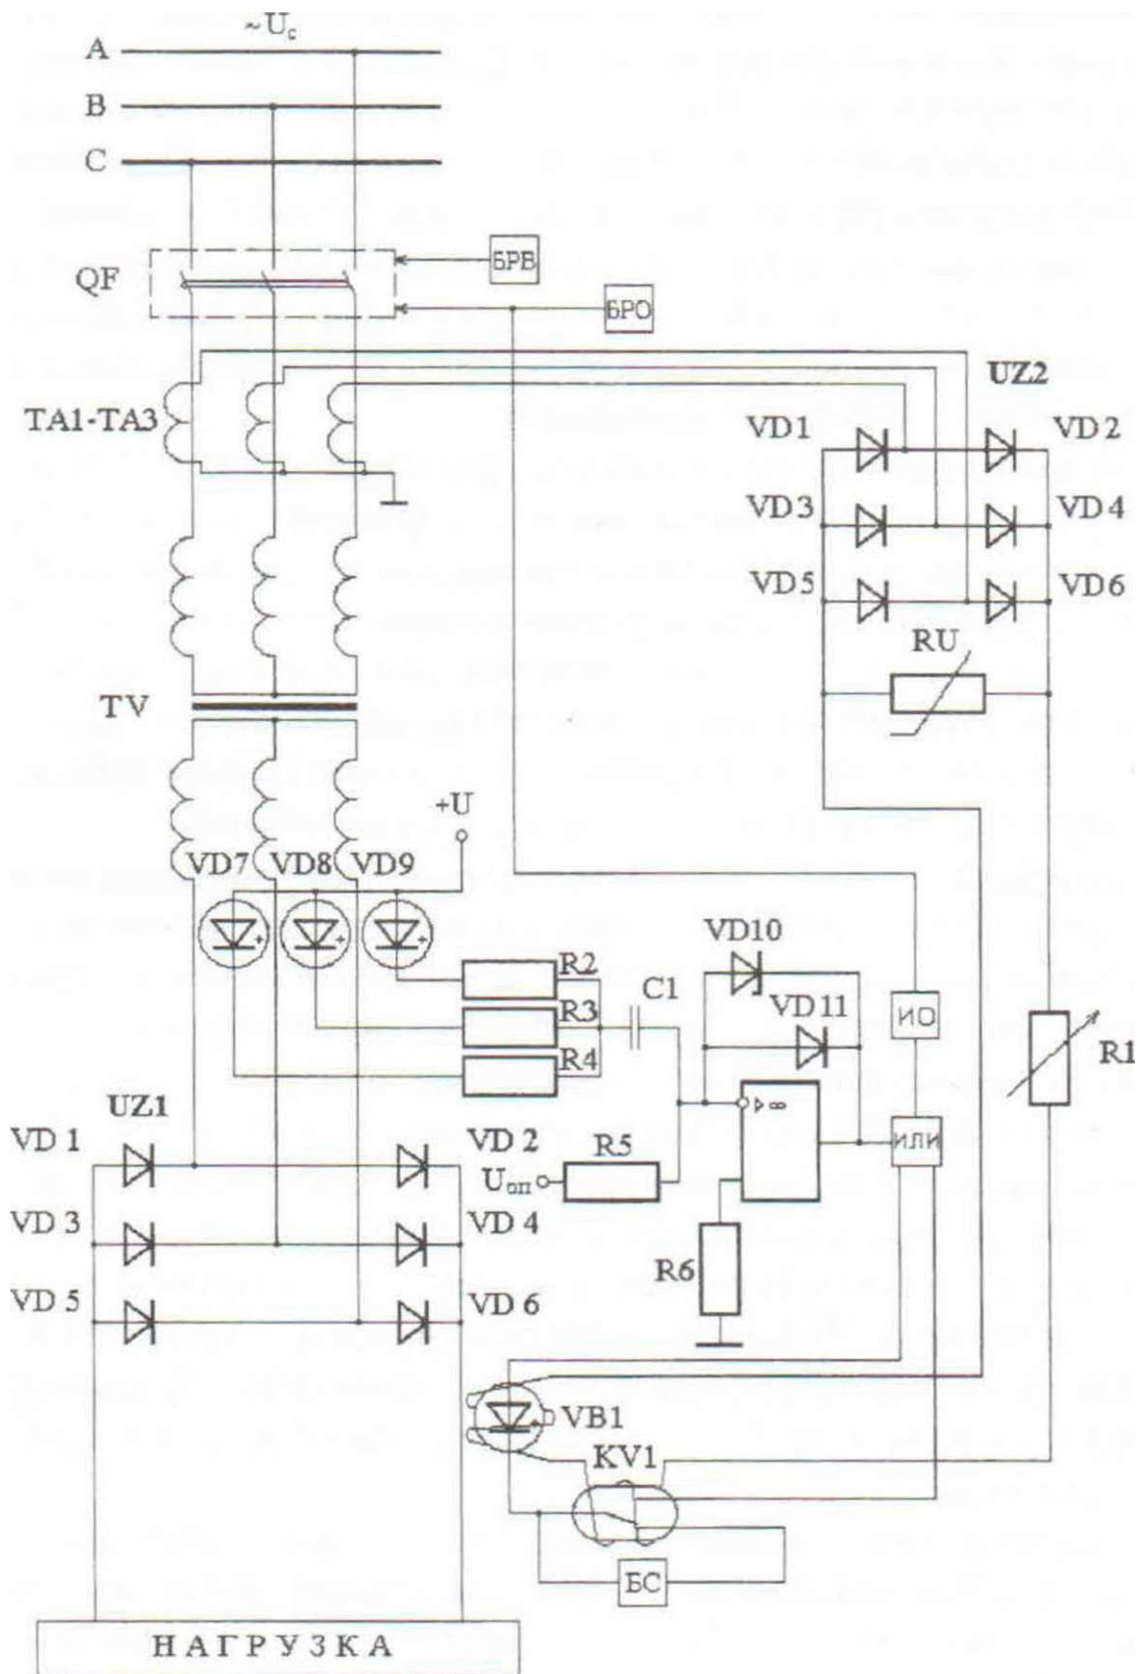 ~Uс
A
B
C
QF
БРВ
БРО
UZ2
TA1-TA3
VD1
VD2
VD3
VD4
VD5
VD6
RU
TV
+U
VD7
VD8
VD9
R2
R3
R4
C1
VD10
VD11
ИО
R1
UZ1
▷∞
ИЛИ
VD 1
VD 2
R5
Uоп
VD 3
VD 4
R6
VD 5
VD 6
VB1
KV1
БС
НАГРУЗКА